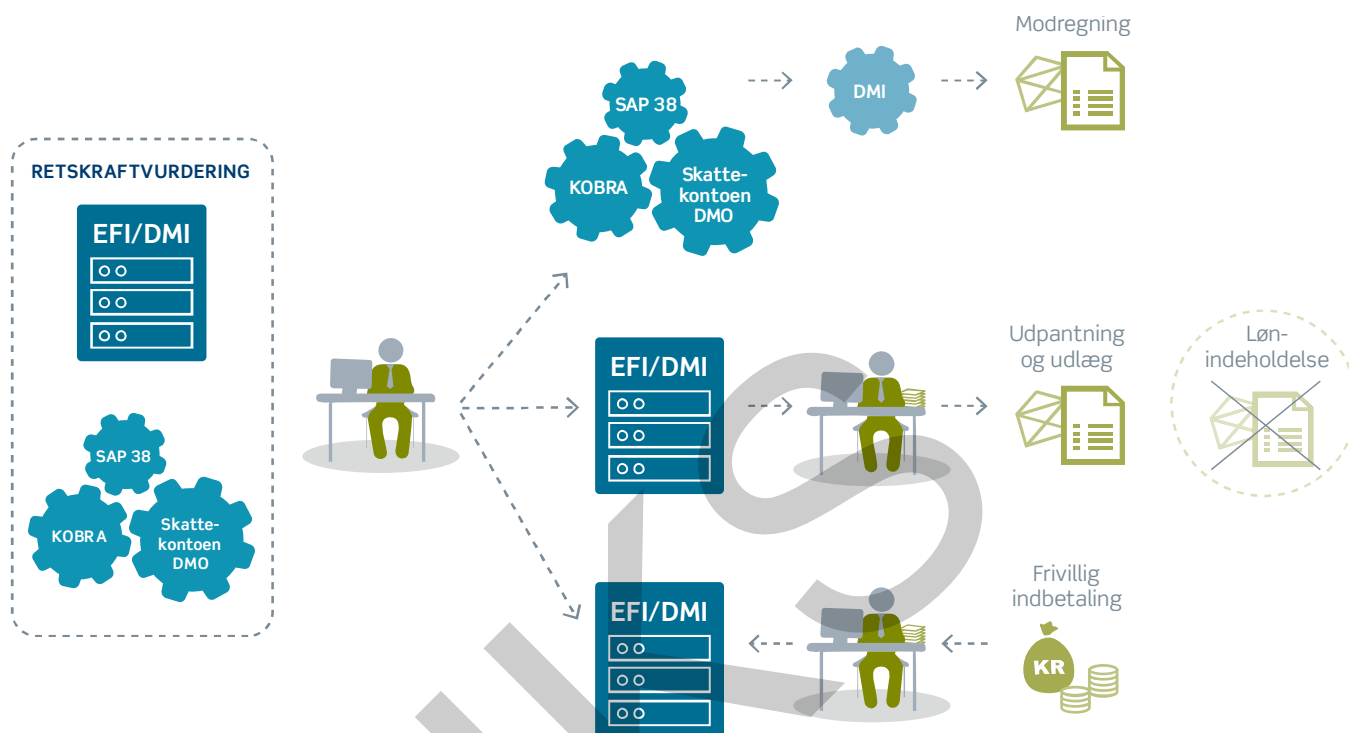 Modregning
SAP 38
DMI
KOBRA
Skatte-
kontoen
DMO
RETSKRAFTVURDERING
EFI/DMI
SAP 38
KOBRA
Skatte-
kontoen
DMO
EFI/DMI
Udpantning
og udlæg
Løn-
indeholdelse
EFI/DMI
Frivillig
indbetaling
KR